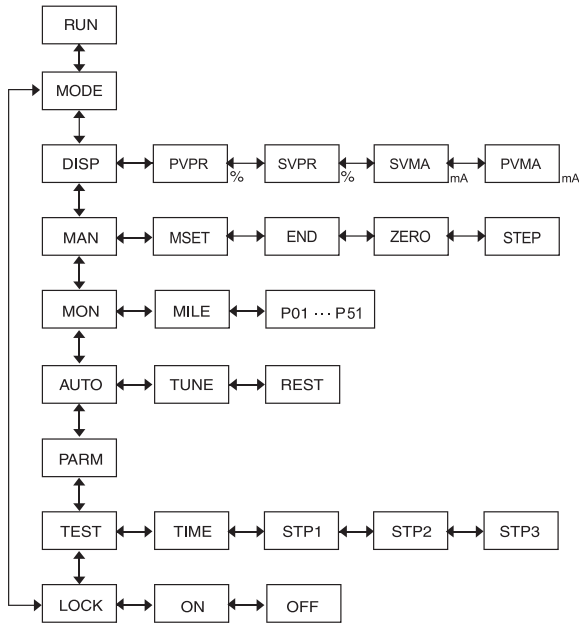 RUN
MODE
DISP PVPR % SVPR % SVMA mA PVMA mA
MAN MSET END ZERO STEP
MON MILE P01 ··· P51
AUTO TUNE REST
PARM
TEST TIME STP1 STP2 STP3
LOCK ON OFF